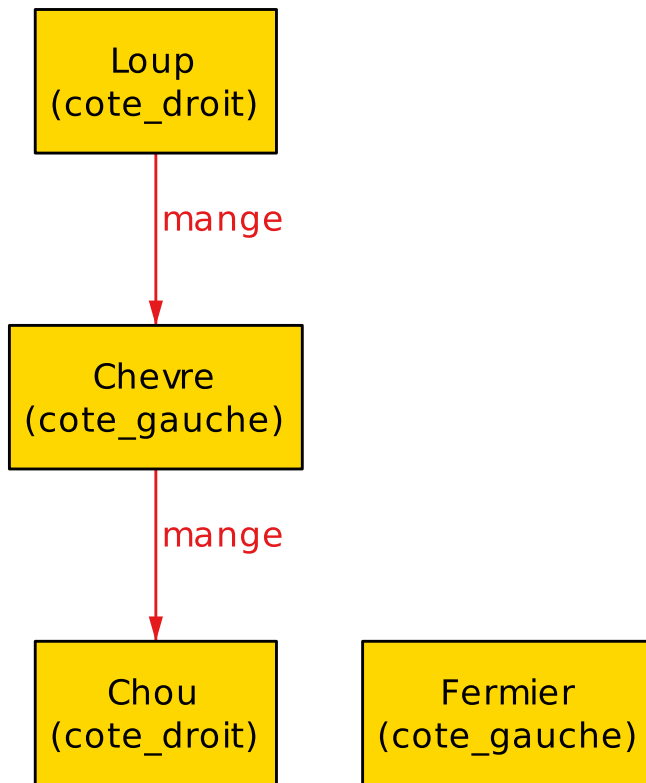 Loup
(cote_droit)
mange
Chevre
(cote_gauche)
mange
Chou
(cote_droit)
Fermier
(cote_gauche)